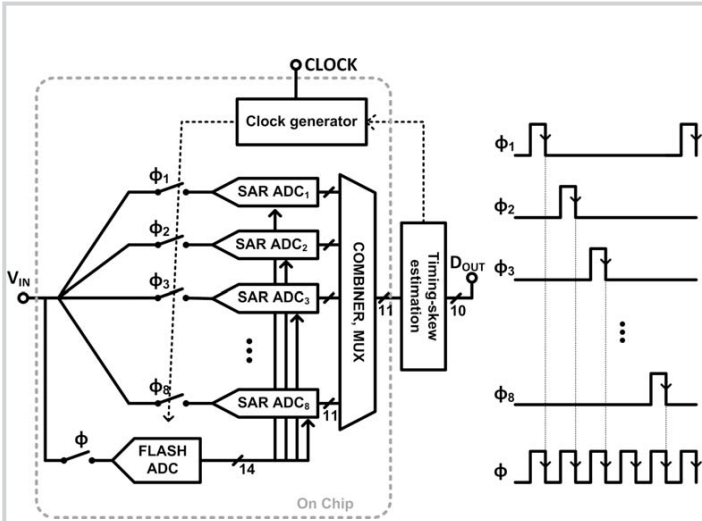 CLOCK
Clock generator
Φ1
SAR ADC1
Φ2
SAR ADC2
Φ3
SAR ADC3
VIN
Φ8
SAR ADC8
11
Φ
FLASH
ADC
14
COMBINER, MUX
11
Timing-skew
estimation
DOUT
10
On Chip
Φ1
Φ2
Φ3
Φ8
Φ